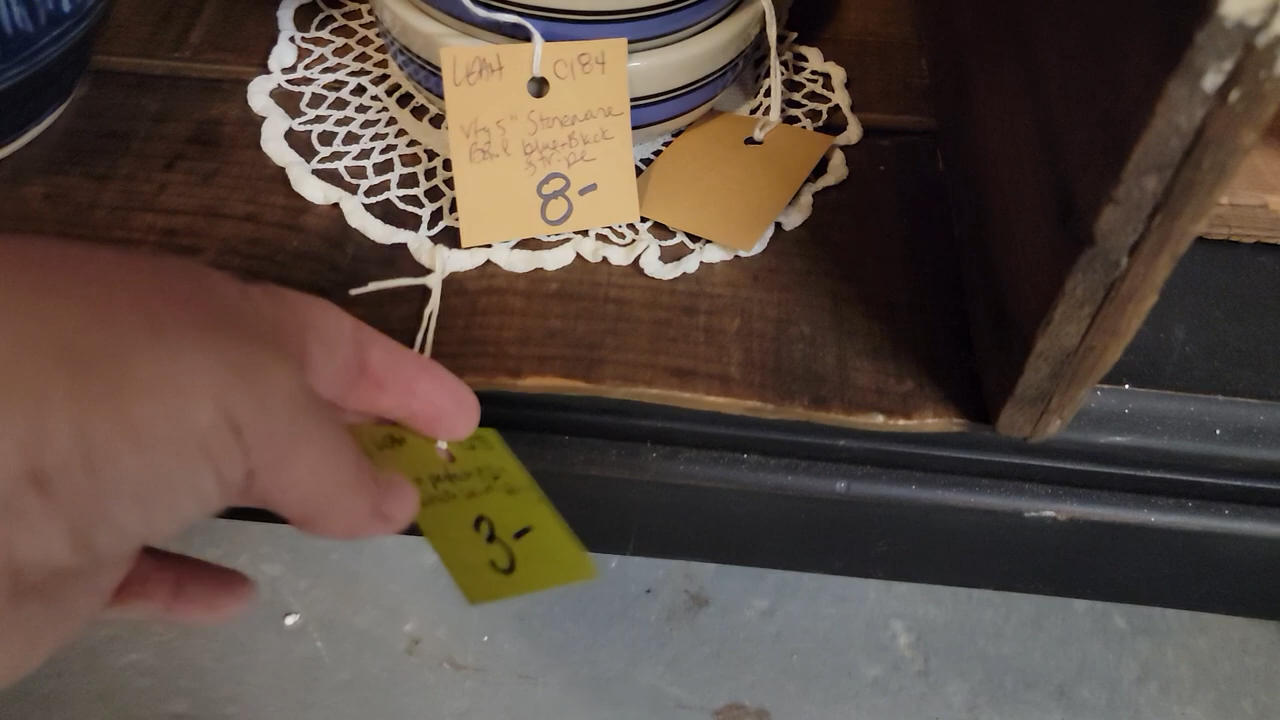 LEAH C184
Vtg 5" Stoneware
Bowl blue+Black
Stripe
8-
3-